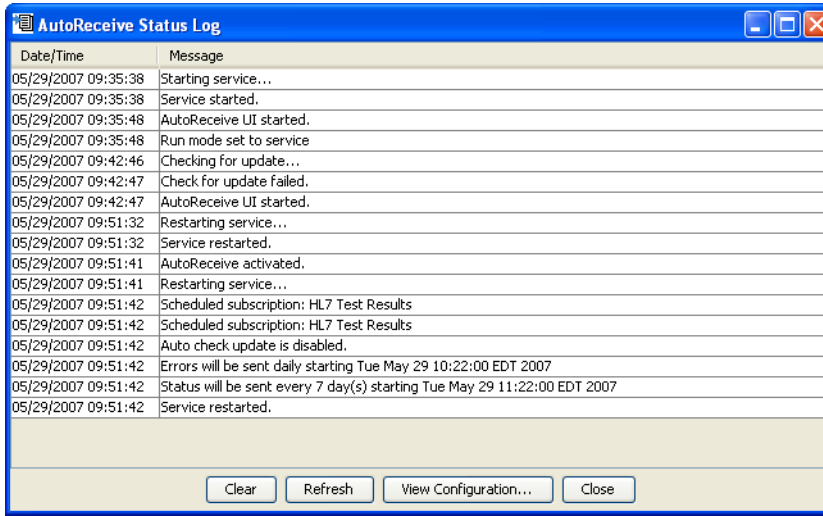 AutoReceive Status Log
Date/Time Message
05/29/2007 09:35:38 Starting service...
05/29/2007 09:35:38 Service started.
05/29/2007 09:35:48 AutoReceive UI started.
05/29/2007 09:35:48 Run mode set to service
05/29/2007 09:42:46 Checking for update...
05/29/2007 09:42:47 Check for update failed.
05/29/2007 09:42:47 AutoReceive UI started.
05/29/2007 09:51:32 Restarting service...
05/29/2007 09:51:32 Service restarted.
05/29/2007 09:51:41 AutoReceive activated.
05/29/2007 09:51:41 Restarting service...
05/29/2007 09:51:42 Scheduled subscription: HL7 Test Results
05/29/2007 09:51:42 Scheduled subscription: HL7 Test Results
05/29/2007 09:51:42 Auto check update is disabled.
05/29/2007 09:51:42 Errors will be sent daily starting Tue May 29 10:22:00 EDT 2007
05/29/2007 09:51:42 Status will be sent every 7 day(s) starting Tue May 29 11:22:00 EDT 2007
05/29/2007 09:51:42 Service restarted.
Clear Refresh View Configuration... Close